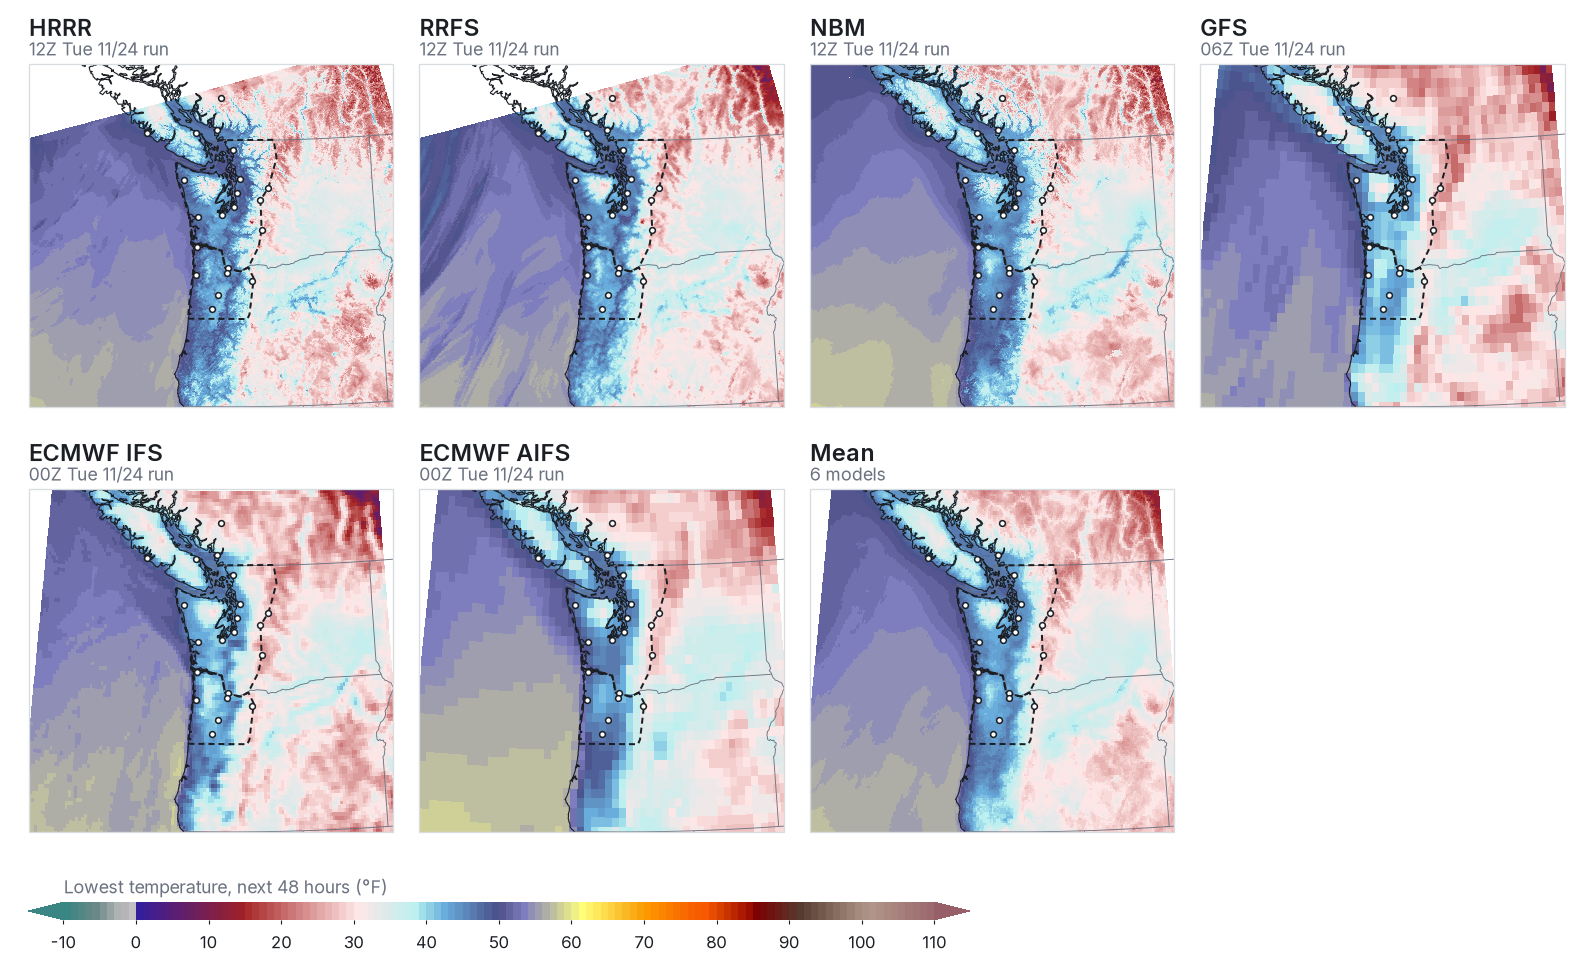 HRRR
12Z Tue 11/24 run
RRFS
12Z Tue 11/24 run
NBM
12Z Tue 11/24 run
GFS
06Z Tue 11/24 run
ECMWF IFS
00Z Tue 11/24 run
ECMWF AIFS
00Z Tue 11/24 run
Mean
6 models
Lowest temperature, next 48 hours (°F)
-10 0 10 20 30 40 50 60 70 80 90 100 110